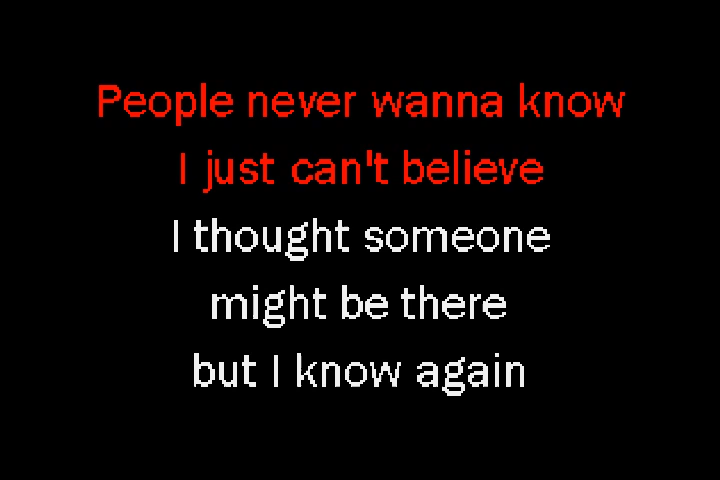 People never wanna know
I just can't believe
I thought someone
might be there
but I know again